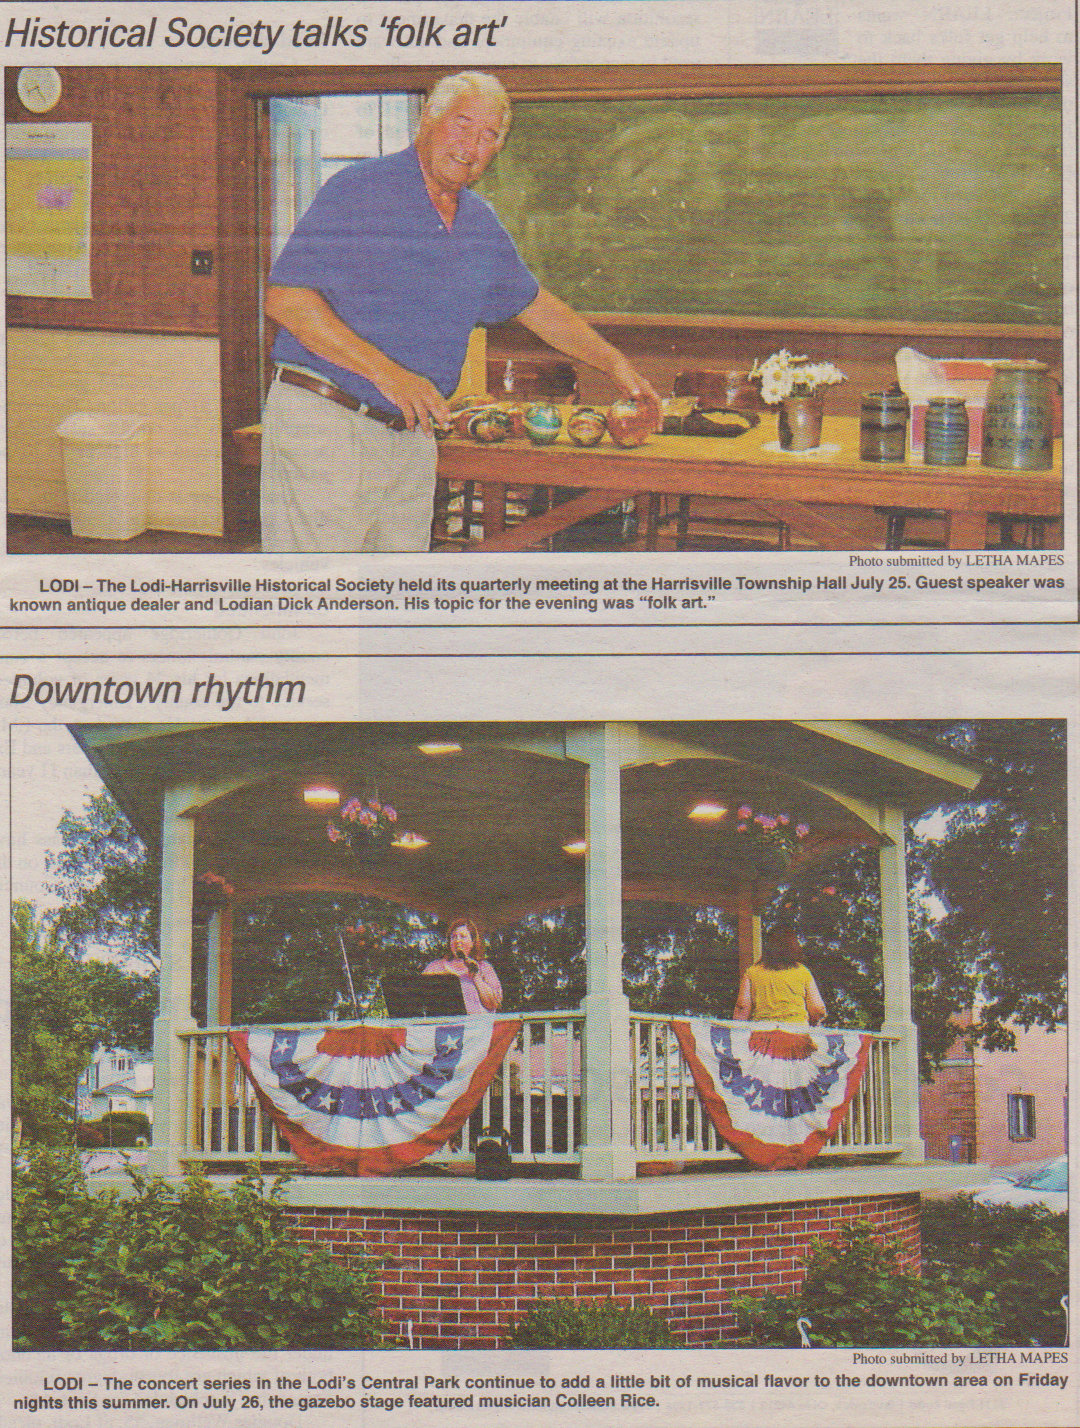 Historical Society talks ‘folk art’
Photo submitted by LETHA MAPES
LODI – The Lodi-Harrisville Historical Society held its quarterly meeting at the Harrisville Township Hall July 25. Guest speaker was
known antique dealer and Lodian Dick Anderson. His topic for the evening was “folk art.”
Downtown rhythm
Photo submitted by LETHA MAPES
LODI – The concert series in the Lodi’s Central Park continue to add a little bit of musical flavor to the downtown area on Friday
nights this summer. On July 26, the gazebo stage featured musician Colleen Rice.